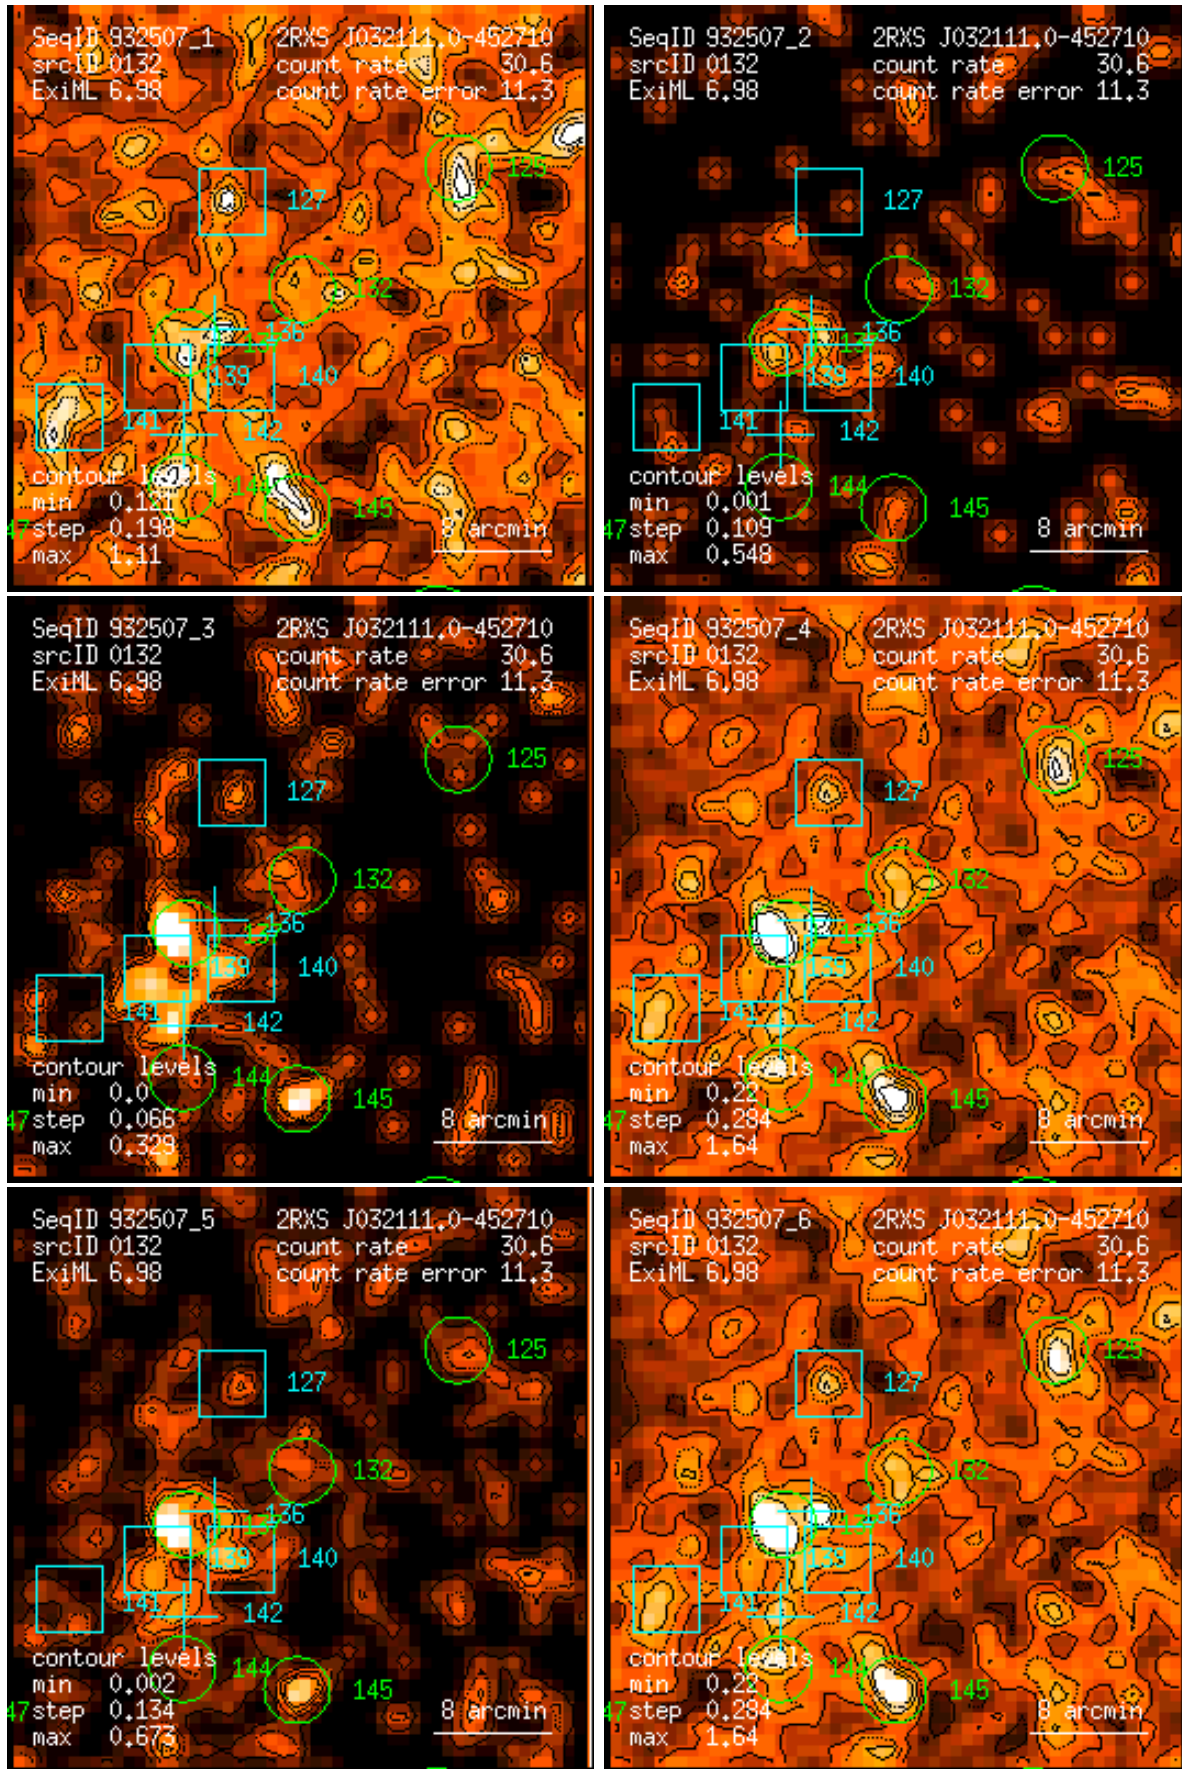 SeqID 932507_1 2RXS J032111.0-452710
srcID 0132 count rate 30.6
ExiML 6.98 count rate error 11.3
125
127
132
136
139 140
141 142
contour levels 144
min 0.121
145
47 step 0.198 8 arcmin
max 1.11
SeqID 932507_2 2RXS J032111.0-452710
srcID 0132 count rate 30.6
ExiML 6.98 count rate error 11.3
125
127
132
136
139 140
141 142
contour levels 144
min 0.001
145
47 step 0.109 8 arcmin
max 0.548
SeqID 932507_3 2RXS J032111.0-452710
srcID 0132 count rate 30.6
ExiML 6.98 count rate error 11.3
125
127
132
136
139 140
141 142
contour levels 144
min 0.0
145
47 step 0.066 8 arcmin
max 0.329
SeqID 932507_4 2RXS J032111.0-452710
srcID 0132 count rate 30.6
ExiML 6.98 count rate error 11.3
125
127
132
136
139 140
141 142
contour levels 144
min 0.22
145
47 step 0.284 8 arcmin
max 1.64
SeqID 932507_5 2RXS J032111.0-452710
srcID 0132 count rate 30.6
ExiML 6.98 count rate error 11.3
125
127
132
136
139 140
141 142
contour levels 144
min 0.002
145
47 step 0.134 8 arcmin
max 0.673
SeqID 932507_6 2RXS J032111.0-452710
srcID 0132 count rate 30.6
ExiML 6.98 count rate error 11.3
125
127
132
136
139 140
141 142
contour levels 144
min 0.22
145
47 step 0.284 8 arcmin
max 1.64